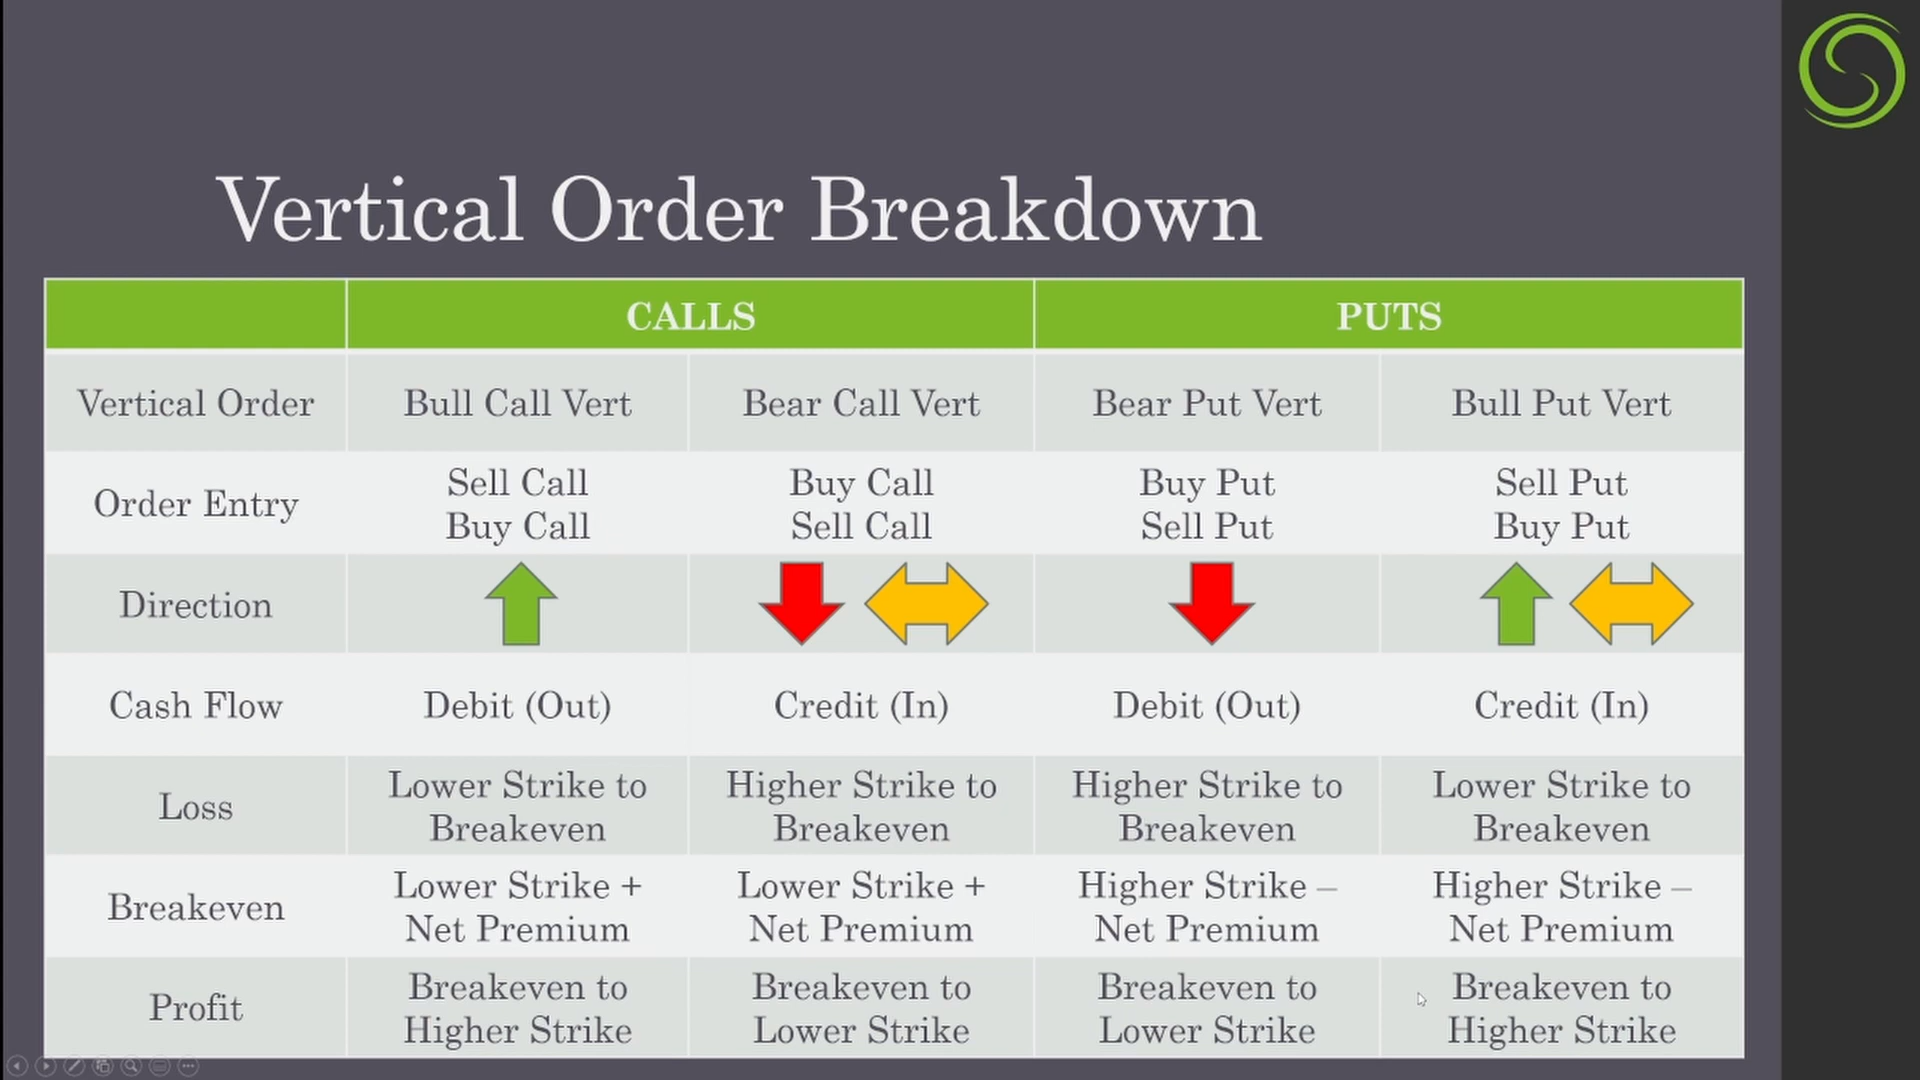 Vertical Order Breakdown
CALLS
PUTS
Vertical Order
Bull Call Vert
Bear Call Vert
Bear Put Vert
Bull Put Vert
Order Entry
Sell Call
Buy Call
Buy Call
Sell Call
Buy Put
Sell Put
Sell Put
Buy Put
Direction
Cash Flow
Debit (Out)
Credit (In)
Debit (Out)
Credit (In)
Loss
Lower Strike to
Breakeven
Higher Strike to
Breakeven
Higher Strike to
Breakeven
Lower Strike to
Breakeven
Breakeven
Lower Strike +
Net Premium
Lower Strike +
Net Premium
Higher Strike –
Net Premium
Higher Strike –
Net Premium
Profit
Breakeven to
Higher Strike
Breakeven to
Lower Strike
Breakeven to
Lower Strike
Breakeven to
Higher Strike